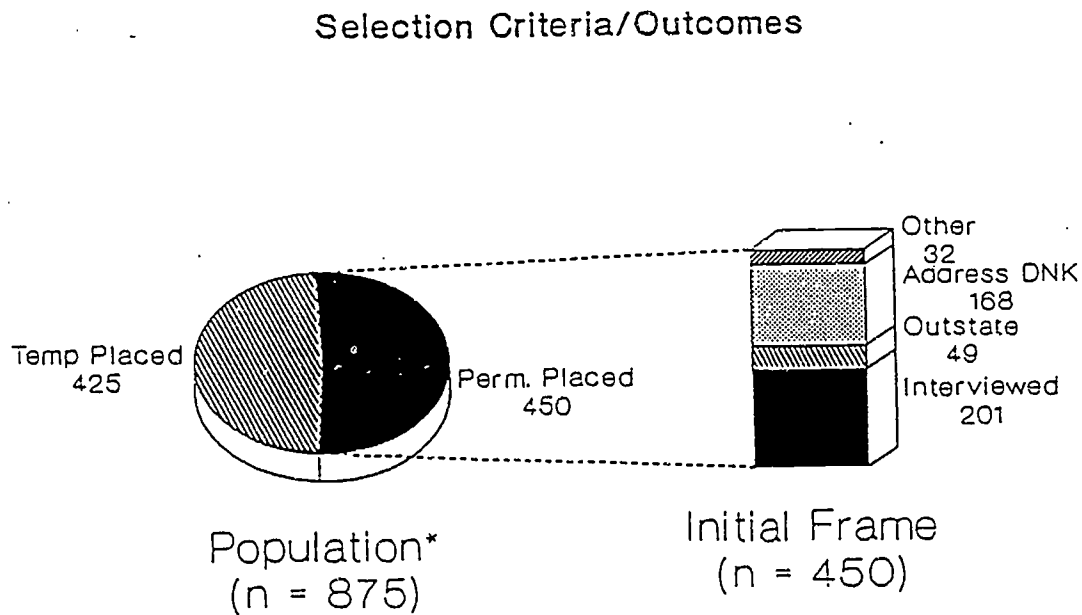 Selection Criteria/Outcomes
Temp Placed
425
Perm. Placed
450
Other
32
Address DNK
168
Outstate
49
Interviewed
201
Population*
(n = 875)
Initial Frame
(n = 450)